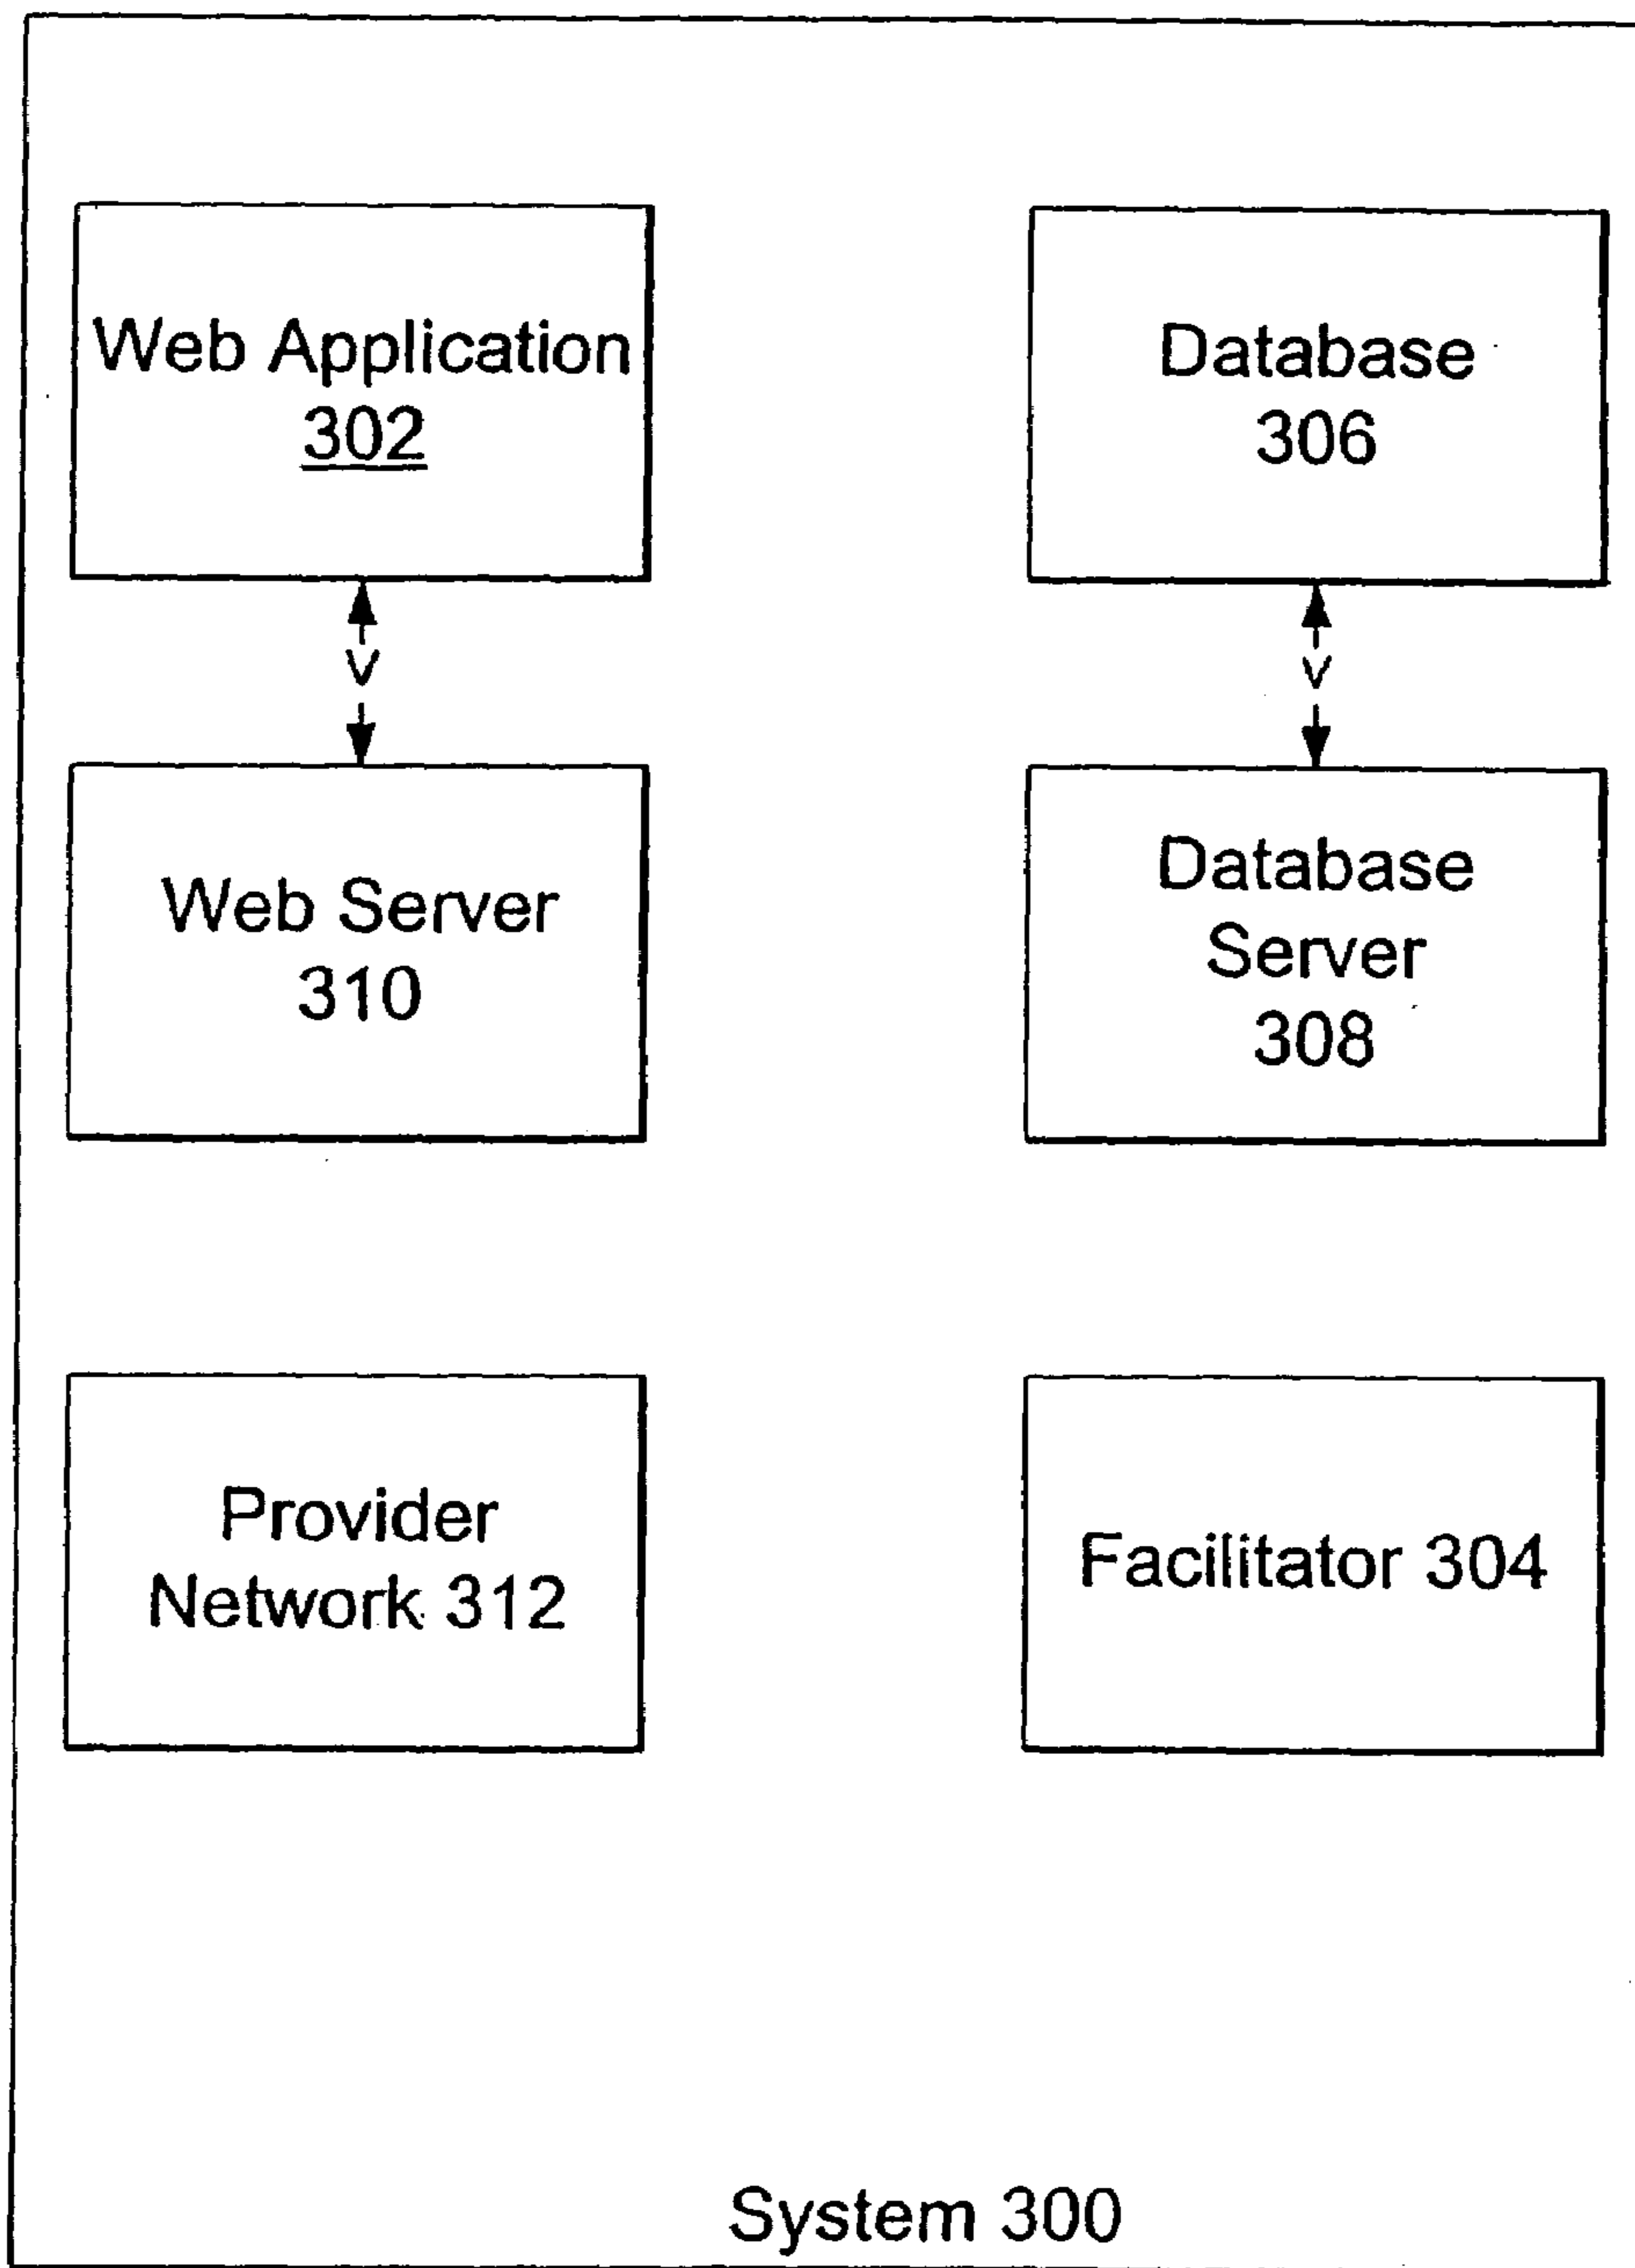 Web Application
302
Database
306
V
V
Web Server
310
Database
Server
308
Provider
Network 312
Facilitator 304
System 300